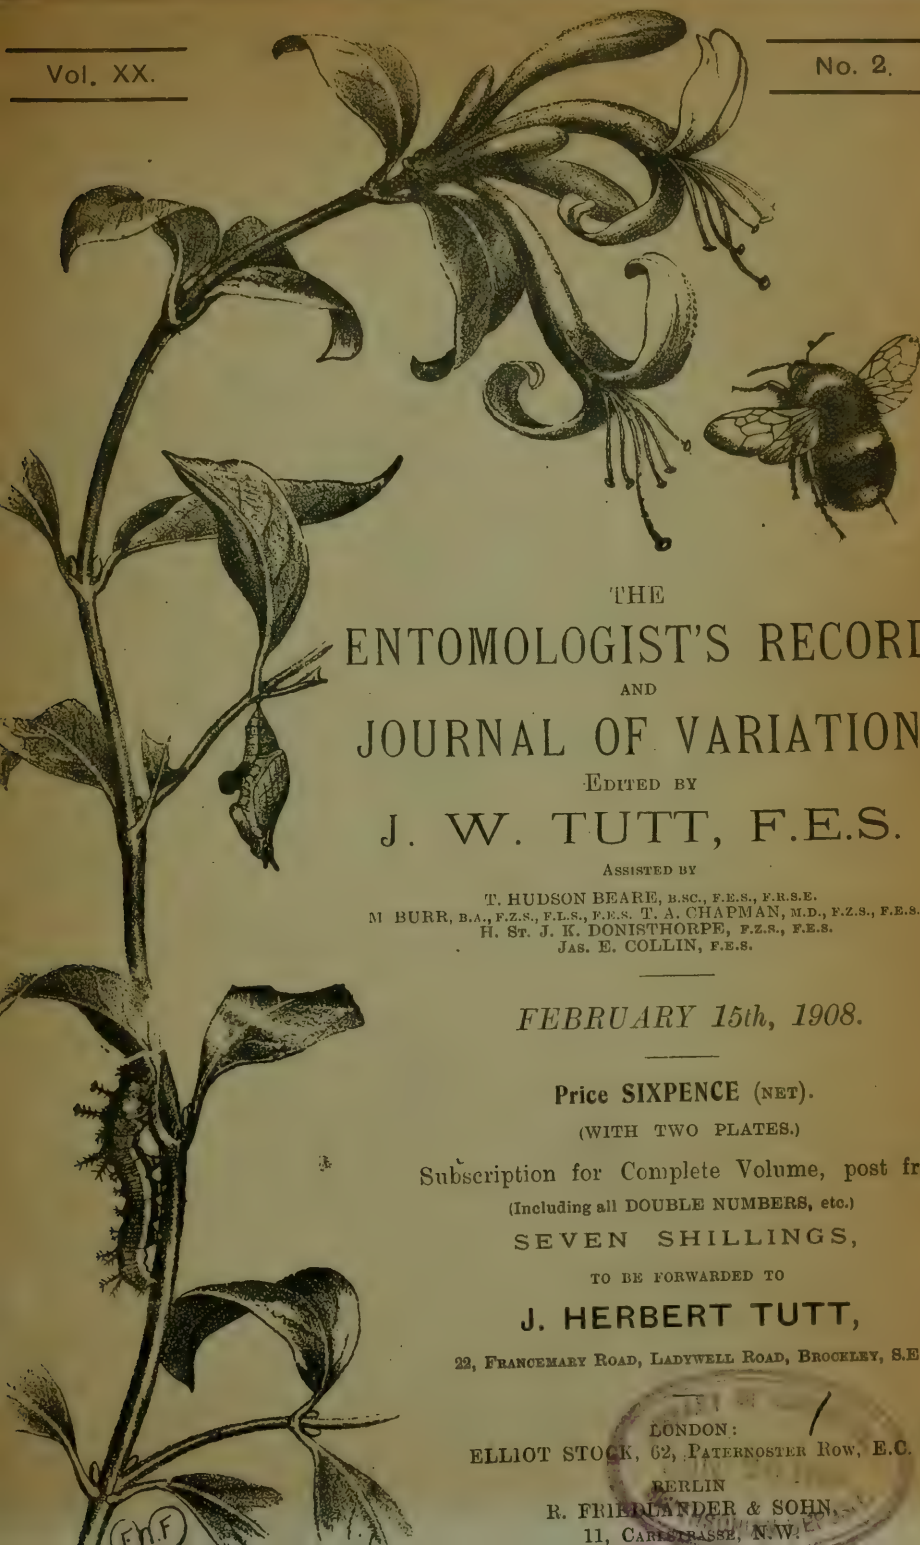 Vol. XX.
No. 2.
THE
ENTOMOLOGIST'S RECORD
AND
JOURNAL OF VARIATION
EDITED BY
J. W. TUTT, F.E.S.
ASSISTED BY
T. HUDSON BEARE, B.SC., F.E.S., F.R.S.E.
M BURR, B.A., F.Z.S., F.L.S., F.E.S. T. A. CHAPMAN, M.D., F.Z.S., F.E.S.
H. ST. J. K. DONISTHORPE, F.Z.S., F.E.S.
JAS. E. COLLIN, F.E.S.
FEBRUARY 15th, 1908.
Price SIXPENCE (NET).
(WITH TWO PLATES.)
Subscription for Complete Volume, post fr
(Including all DOUBLE NUMBERS, etc.)
SEVEN SHILLINGS,
TO BE FORWARDED TO
J. HERBERT TUTT,
22, FRANCEMARY ROAD, LADYWELL ROAD, BROCKLEY, S.E
LONDON:
ELLIOT STOCK, 62, PATERNOSTER ROW, E.C.
BERLIN
R. FRIEDLÄNDER & SOHN,
11, CARLSTRASSE, N.W.